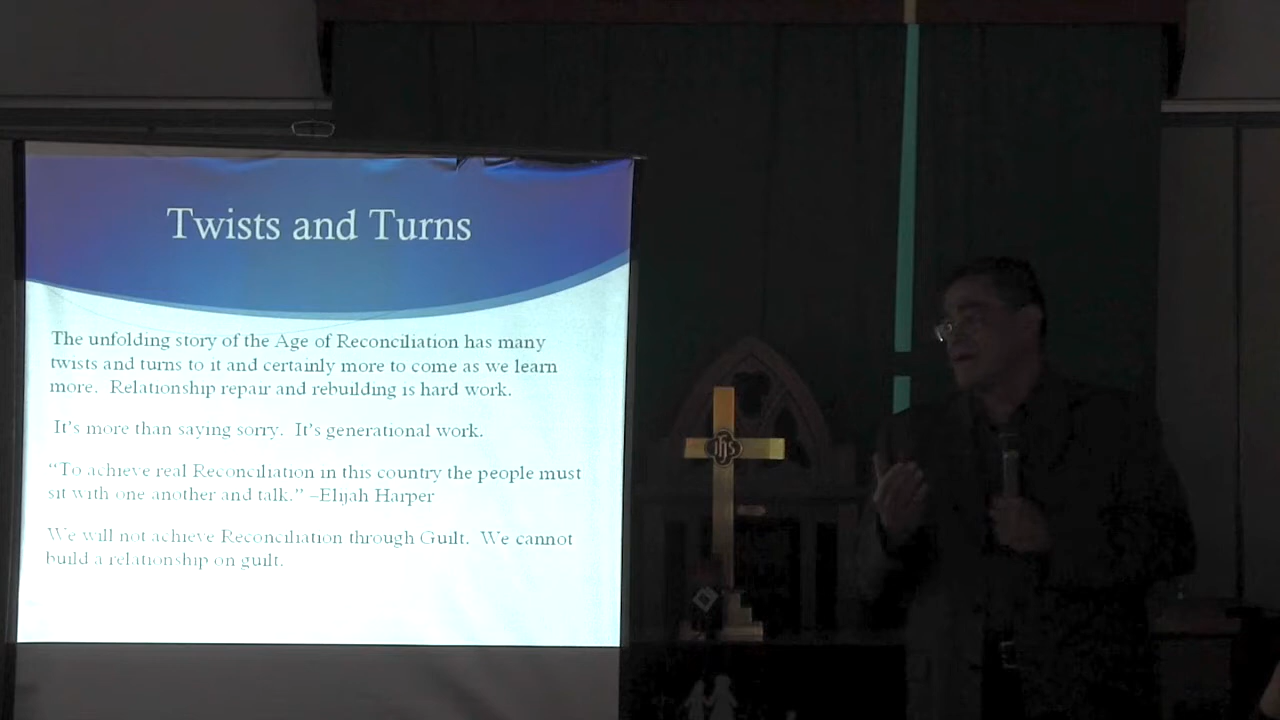 Twists and Turns
The unfolding story of the Age of Reconciliation has many
twists and turns to it and certainly more to come as we learn
more. Relationship repair and rebuilding is hard work.
It's more than saying sorry. It's generational work.
“To achieve real Reconciliation in this country the people must
sit with one another and talk.” –Elijah Harper
We will not achieve Reconciliation through Guilt. We cannot
build a relationship on guilt.
ihs